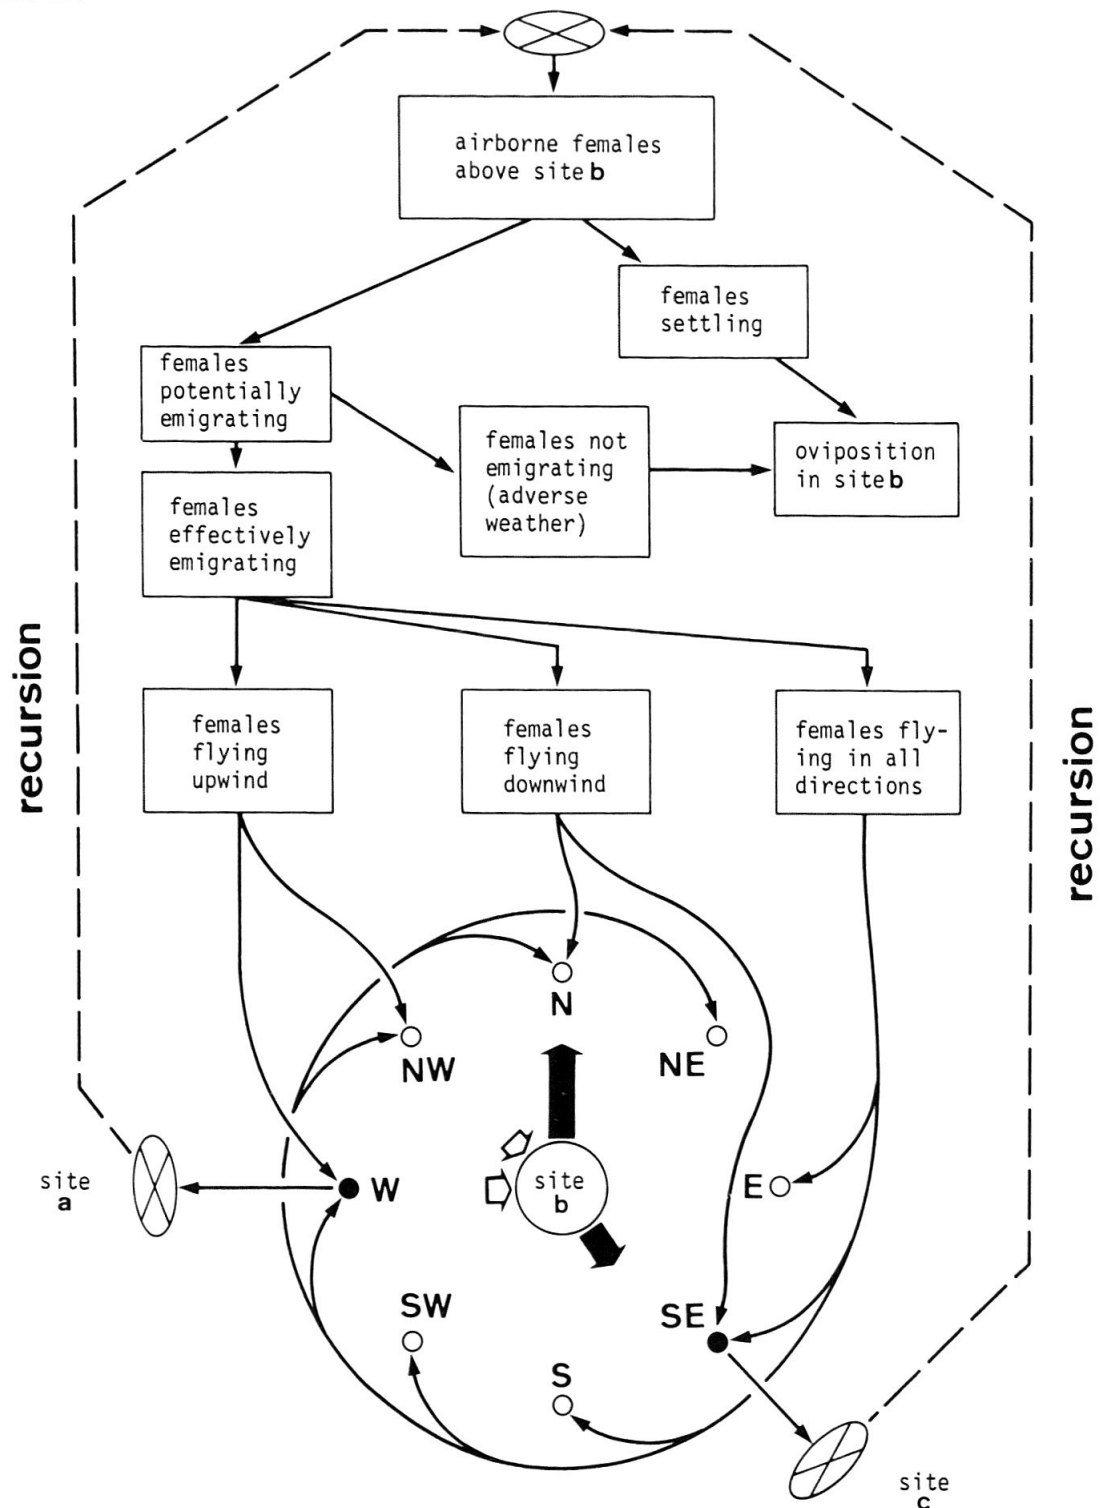 airborne females
above site b
females
settling
females
potentially
emigrating
females not
emigrating
(adverse
weather)
oviposition
in site b
females
effectively
emigrating
recursion
recursion
females
flying
upwind
females
flying
downwind
females fly-
ing in all
directions
N
NW
NE
site
a
W
site
b
E
SW
SE
S
site
c